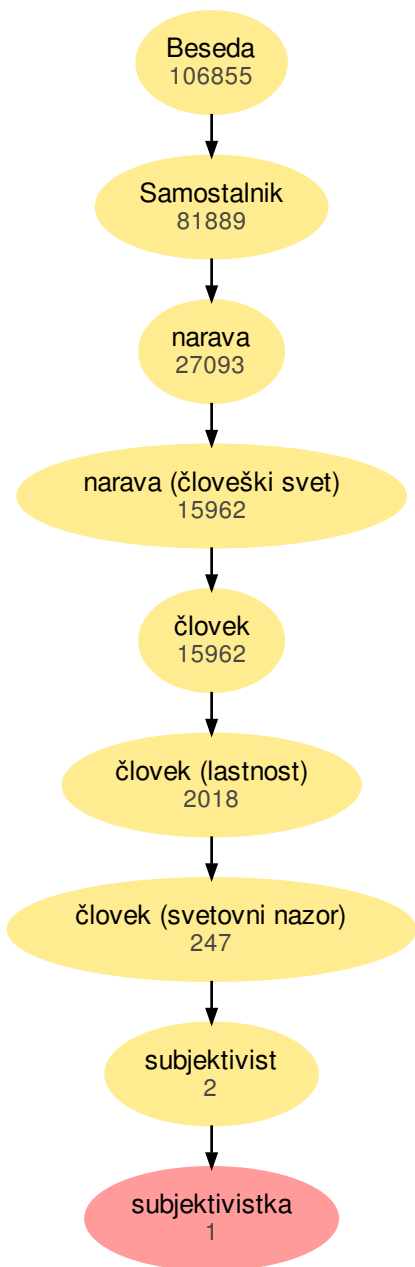 Beseda
106855
Samostalnik
81889
narava
27093
narava (človeški svet)
15962
človek
15962
človek (lastnost)
2018
človek (svetovni nazor)
247
subjektivist
2
subjektivistka
1